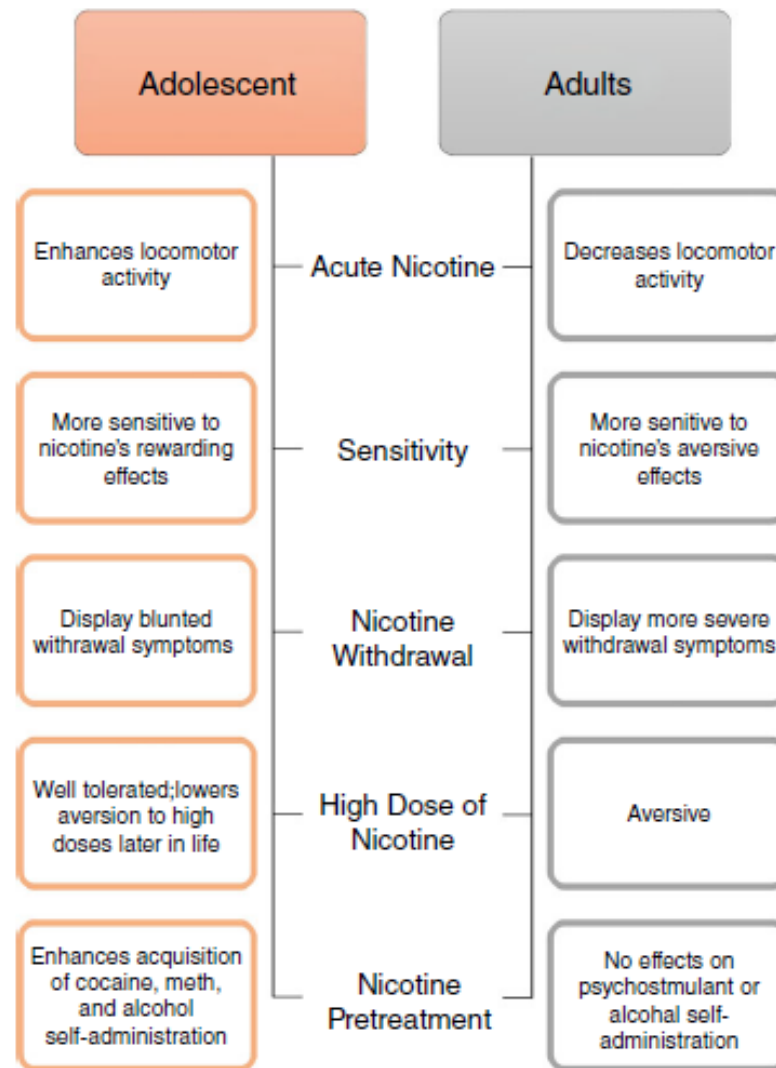 Adolescent
Adults
Enhances locomotor
activity
Acute Nicotine
Decreases locomotor
activity
More sensitive to
nicotine's rewarding
effects
Sensitivity
More senitive to
nicotine's aversive
effects
Display blunted
withrawal symptoms
Nicotine
Withdrawal
Display more severe
withdrawal symptoms
Well tolerated;lowers
aversion to high
doses later in life
High Dose of
Nicotine
Aversive
Enhances acquisition
of cocaine, meth,
and alcohol
self-administration
Nicotine
Pretreatment
No effects on
psychostmulant or
alcohal self-
administration